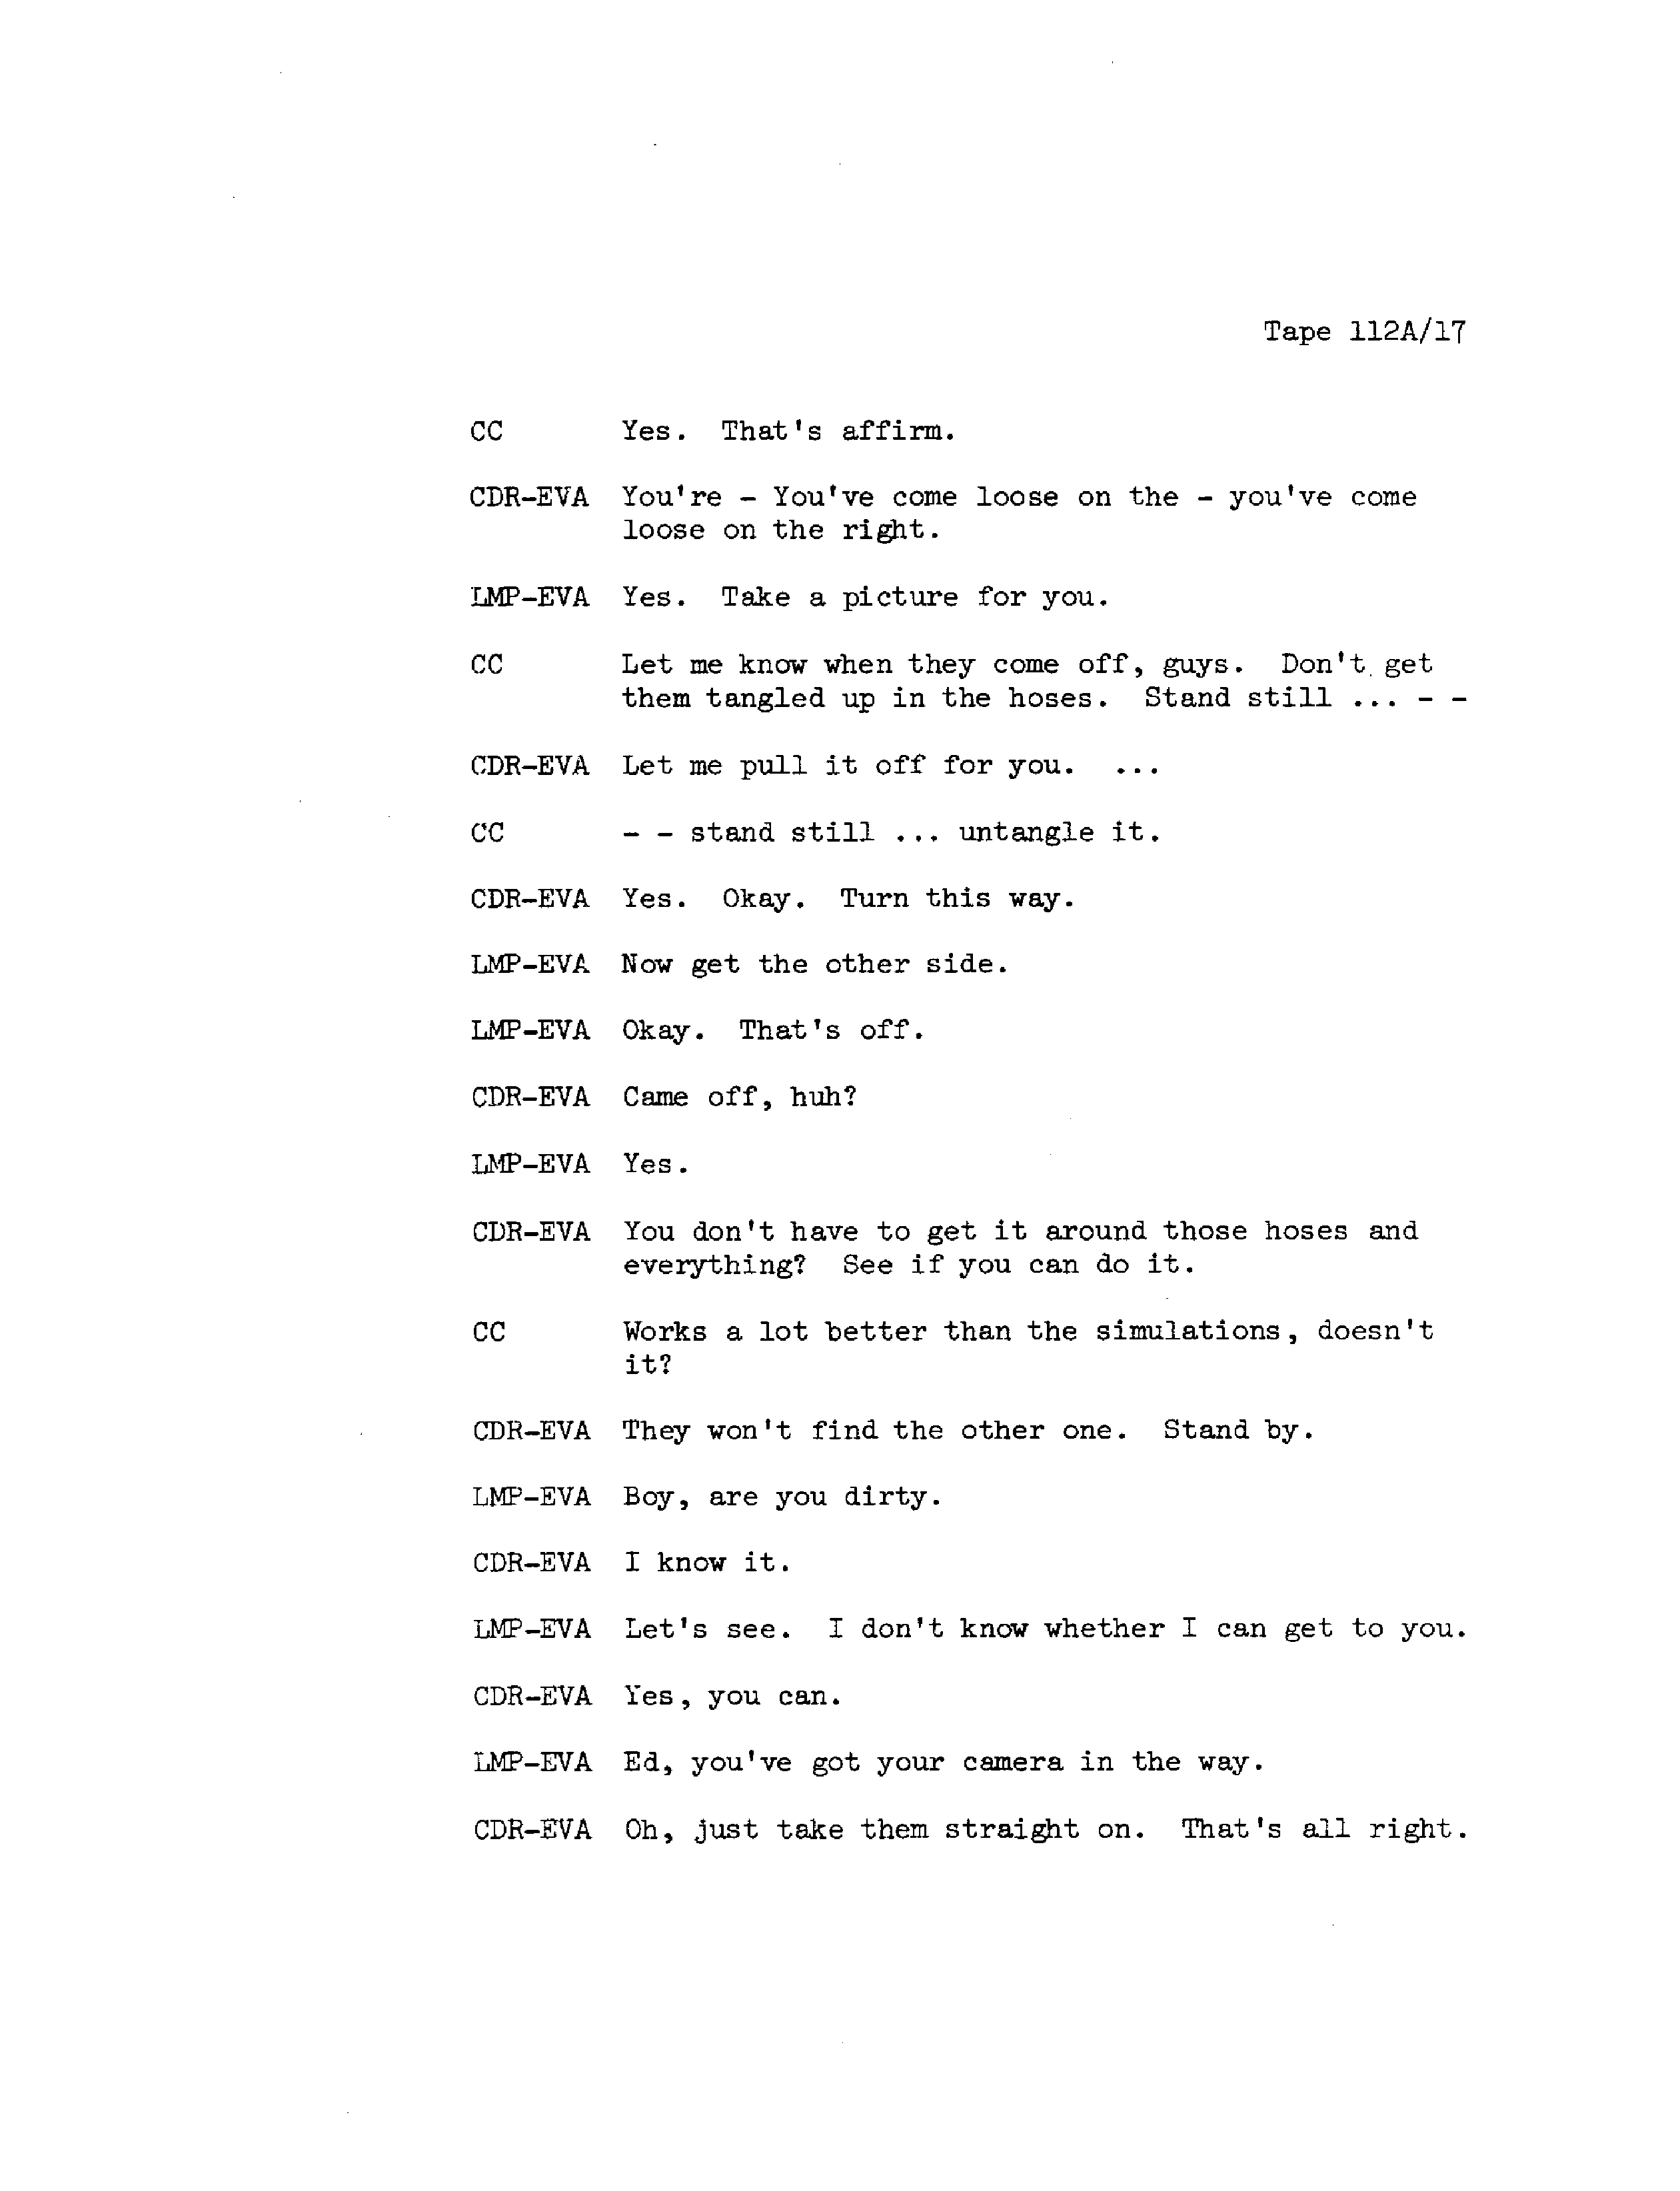 Tape 112A/17
CC Yes. That's affirm.
CDR-EVA You're - You've come loose on the - you've come
loose on the right.
LMP-EVA Yes. Take a picture for you.
CC Let me know when they come off, guys. Don't get
them tangled up in the hoses. Stand still ... - -
CDR-EVA Let me pull it off for you. ...
CC - - stand still ... untangle it.
CDR-EVA Yes. Okay. Turn this way.
LMP-EVA Now get the other side.
LMP-EVA Okay. That's off.
CDR-EVA Came off, huh?
LMP-EVA Yes.
CDR-EVA You don't have to get it around those hoses and
everything? See if you can do it.
CC Works a lot better than the simulations, doesn't
it?
CDR-EVA They won't find the other one. Stand by.
LMP-EVA Boy, are you dirty.
CDR-EVA I know it.
LMP-EVA Let's see. I don't know whether I can get to you.
CDR-EVA Yes, you can.
LMP-EVA Ed, you've got your camera in the way.
CDR-EVA Oh, just take them straight on. That's all right.